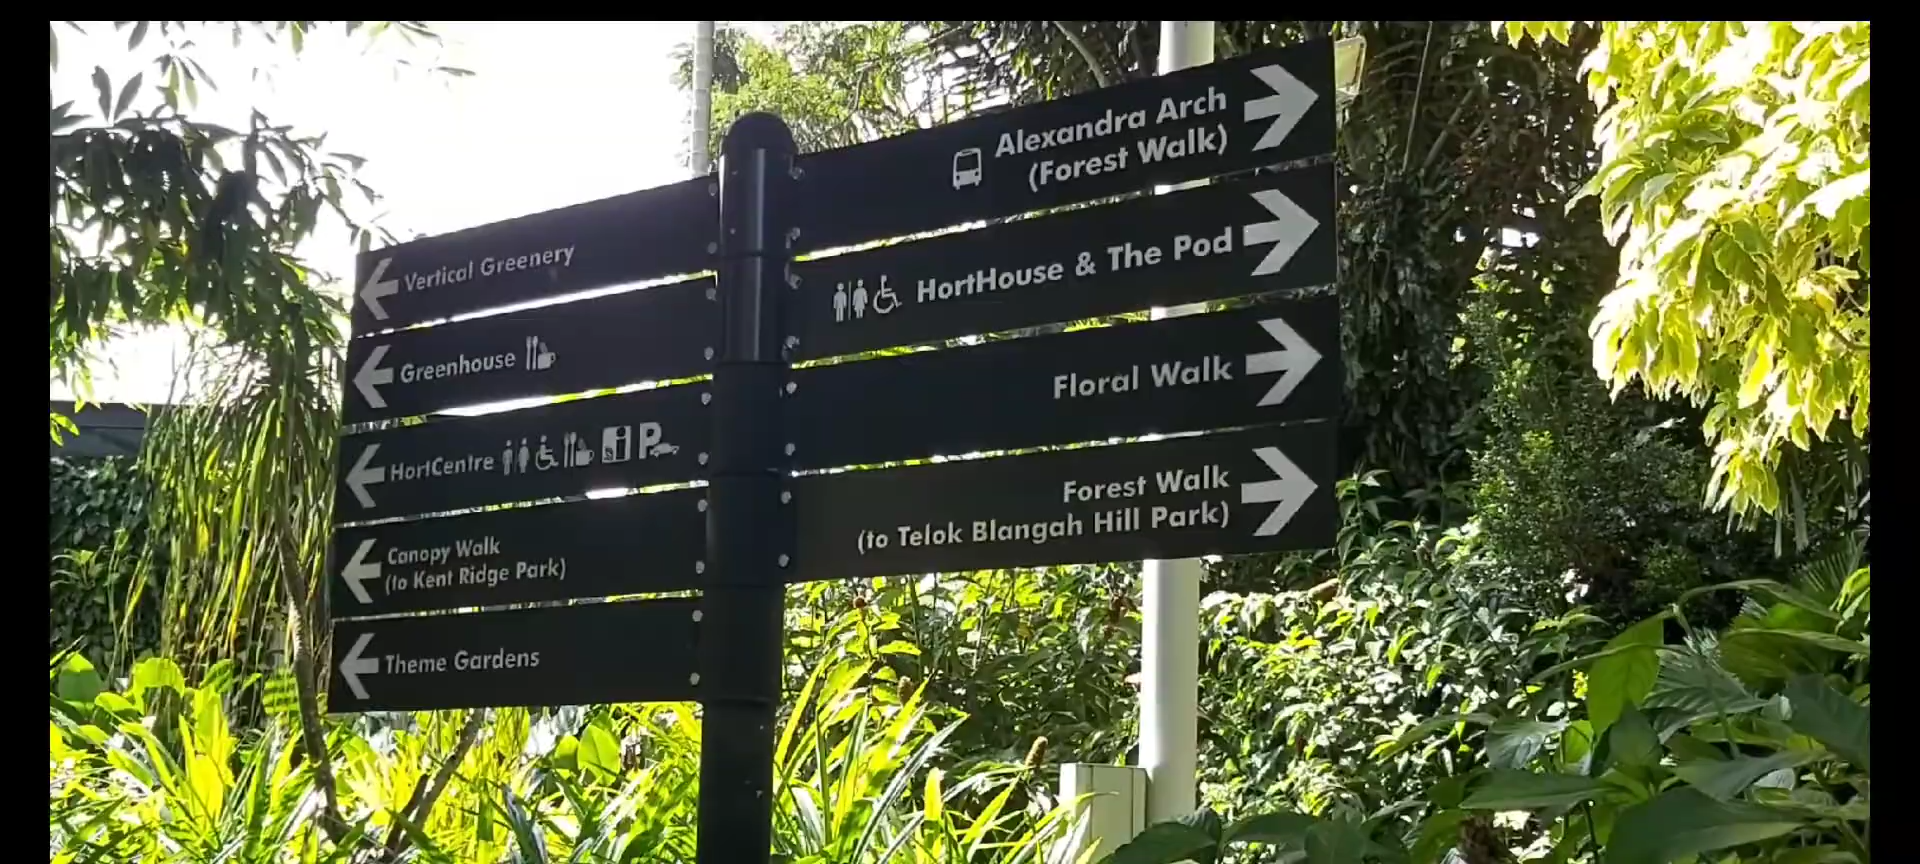 Vertical Greenery
Greenhouse
HortCentre P
Canopy Walk
(to Kent Ridge Park)
Theme Gardens
Alexandra Arch
(Forest Walk)
HortHouse & The Pod
Floral Walk
Forest Walk
(to Telok Blangah Hill Park)